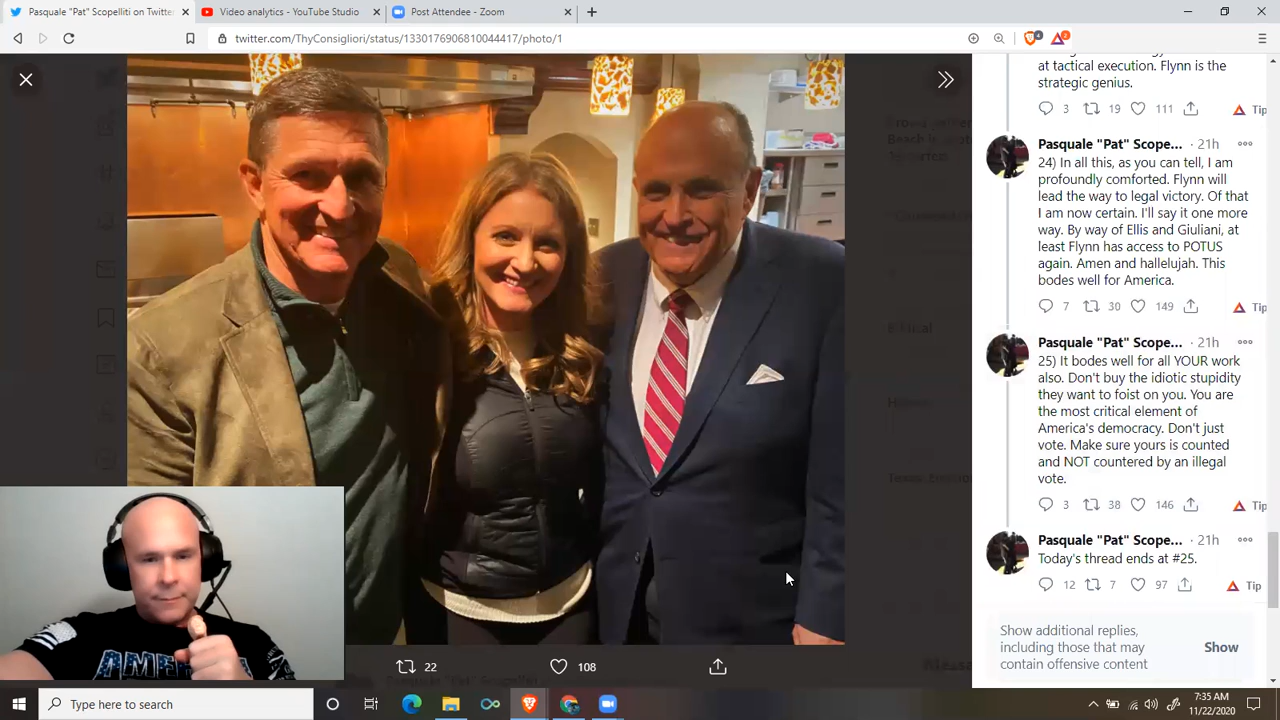 Pasquale "Pat" Scopelliti on Twitte
Video analytics - YouTube Studio
Post Attendee - Zoom
twitter.com/ThyConsigliori/status/1330176906810044417/photo/1
4
2
at tactical execution. Flynn is the
strategic genius.
3 19 111 Tip
Pasquale "Pat" Scope... · 21h
24) In all this, as you can tell, I am
profoundly comforted. Flynn will
lead the way to legal victory. Of that
I am now certain. I'll say it one more
way. By way of Ellis and Giuliani, at
least Flynn has access to POTUS
again. Amen and hallelujah. This
bodes well for America.
7 30 149 Tip
Pasquale "Pat" Scope... · 21h
25) It bodes well for all YOUR work
also. Don't buy the idiotic stupidity
they want to foist on you. You are
the most critical element of
America's democracy. Don't just
vote. Make sure yours is counted
and NOT countered by an illegal
vote.
3 38 146 Tip
Pasquale "Pat" Scope... · 21h
Today's thread ends at #25.
12 7 97 Tip
Show additional replies,
including those that may
contain offensive content
Show
22 108
Type here to search
7:35 AM
11/22/2020